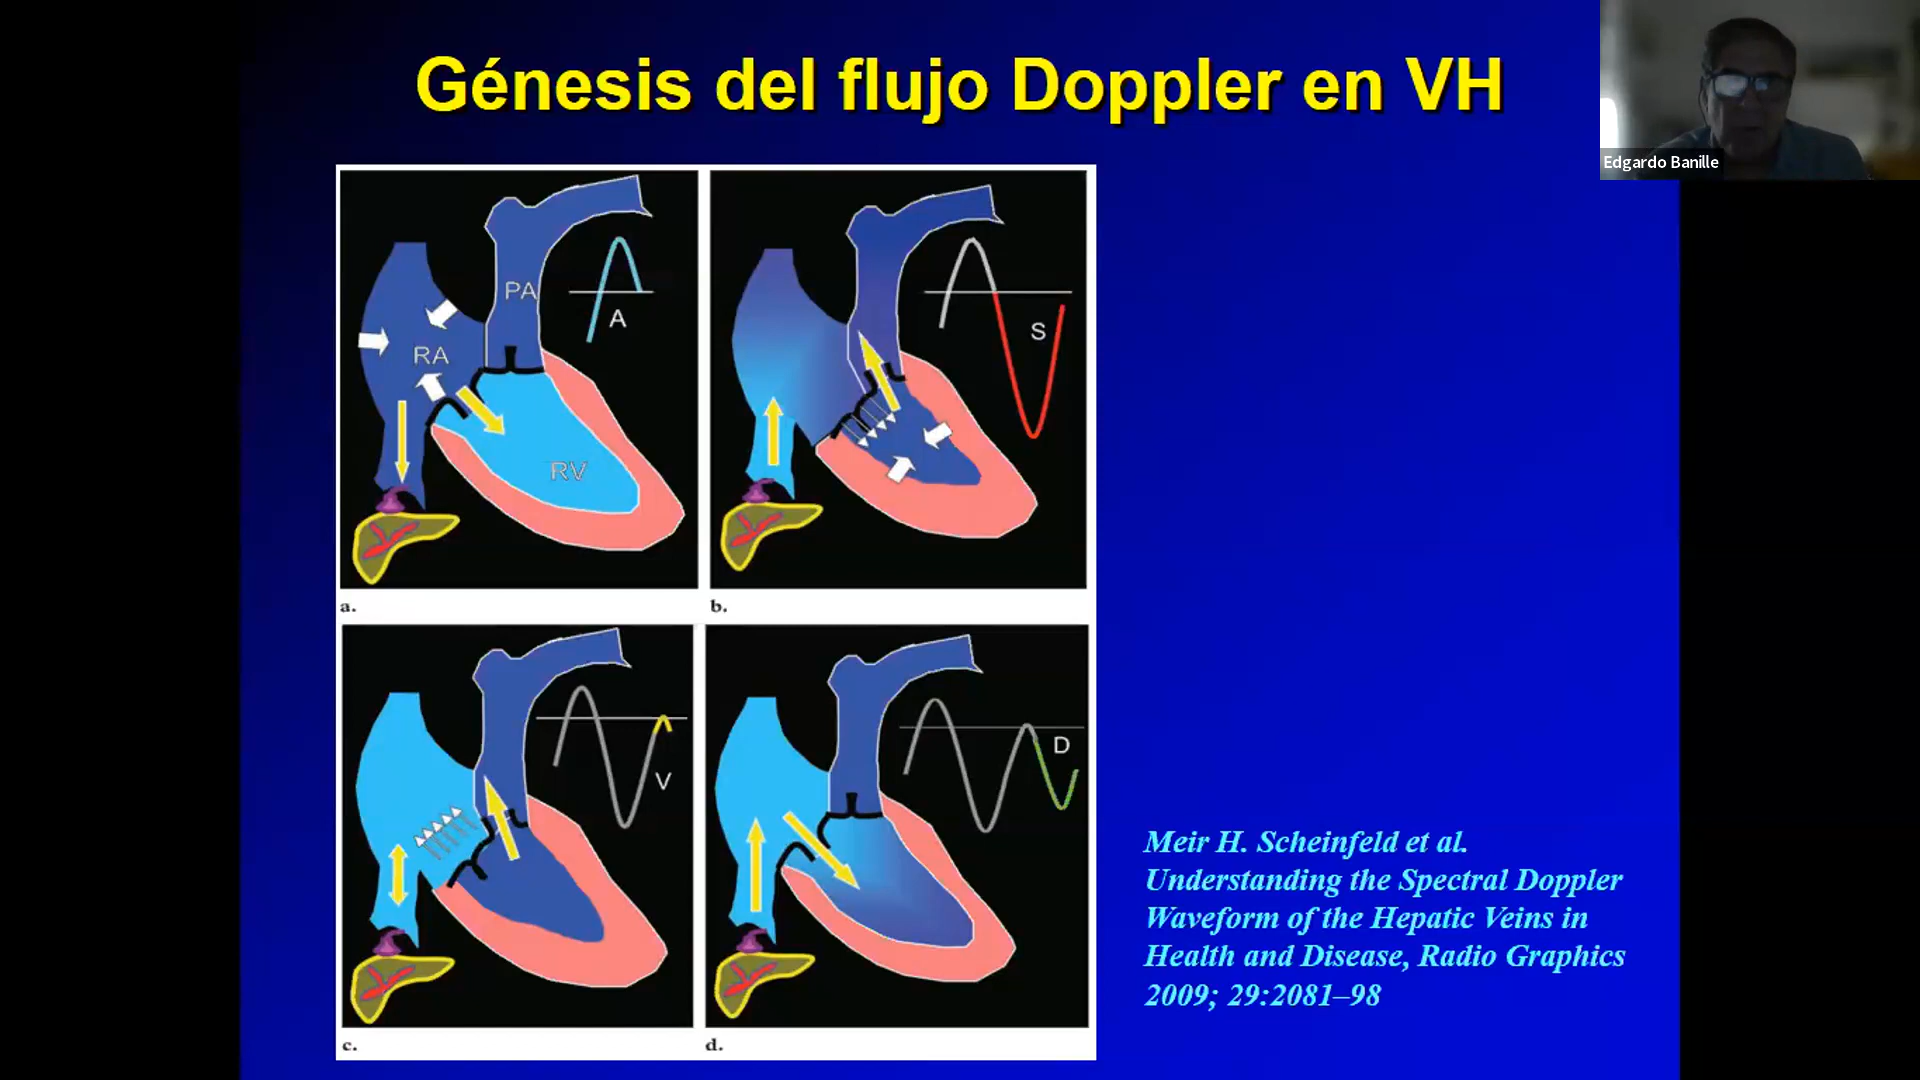 Génesis del flujo Doppler en VH
Edgardo Banille
PA
A
RA
RV
S
a.
b.
V
D
c.
d.
Meir H. Scheinfeld et al.
Understanding the Spectral Doppler
Waveform of the Hepatic Veins in
Health and Disease, Radio Graphics
2009; 29:2081–98